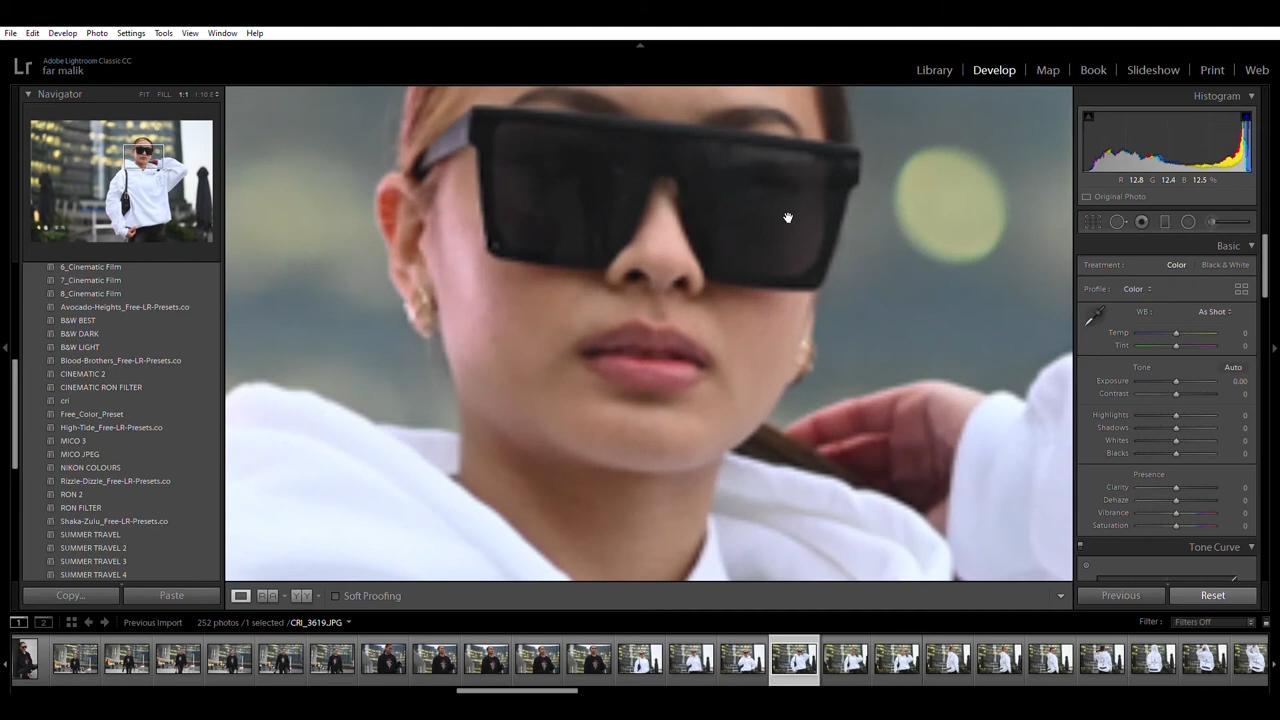 File Edit Develop Photo Settings Tools View Window Help
Lr
Adobe Lightroom Classic CC
far malik
Library Develop Map Book Slideshow Print Web
Navigator FIT FILL 1:1
Histogram
R 12.8 G 12.4 B 12.5 %
Original Photo
Basic
Treatment : Color Black & White
Profile : Color
WB : As Shot
Temp 0
Tint 0
Tone Auto
Exposure 0.00
Contrast 0
Highlights 0
Shadows 0
Whites 0
Blacks 0
Presence
Clarity 0
Dehaze 0
Vibrance 0
Saturation 0
Tone Curve
6_Cinematic Film
7_Cinematic Film
8_Cinematic Film
Avocado-Heights_Free-LR-Presets.co
B&W BEST
B&W DARK
B&W LIGHT
Blood-Brothers_Free-LR-Presets.co
CINEMATIC 2
CINEMATIC RON FILTER
cri
Free_Color_Preset
High-Tide_Free-LR-Presets.co
MICO 3
MICO JPEG
NIKON COLOURS
Rizzle-Dizzle_Free-LR-Presets.co
RON 2
RON FILTER
Shaka-Zulu_Free-LR-Presets.co
SUMMER TRAVEL
SUMMER TRAVEL 2
SUMMER TRAVEL 3
SUMMER TRAVEL 4
Copy... Paste
Soft Proofing
Previous Reset
1 2 Previous Import 252 photos / 1 selected / CRI_3619.JPG
Filter : Filters Off